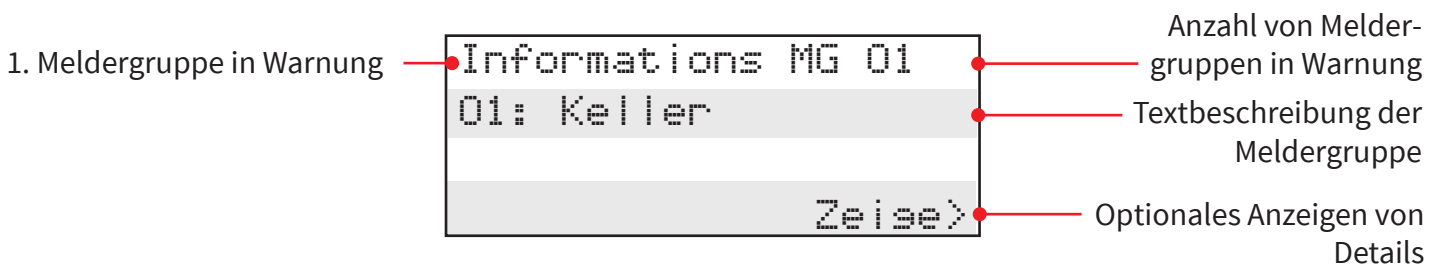 1. Meldergruppe in Warnung
Informations MG 01
01: Keller
Zeige>
Anzahl von Melder-
gruppen in Warnung
Textbeschreibung der
Meldergruppe
Optionales Anzeigen von
Details